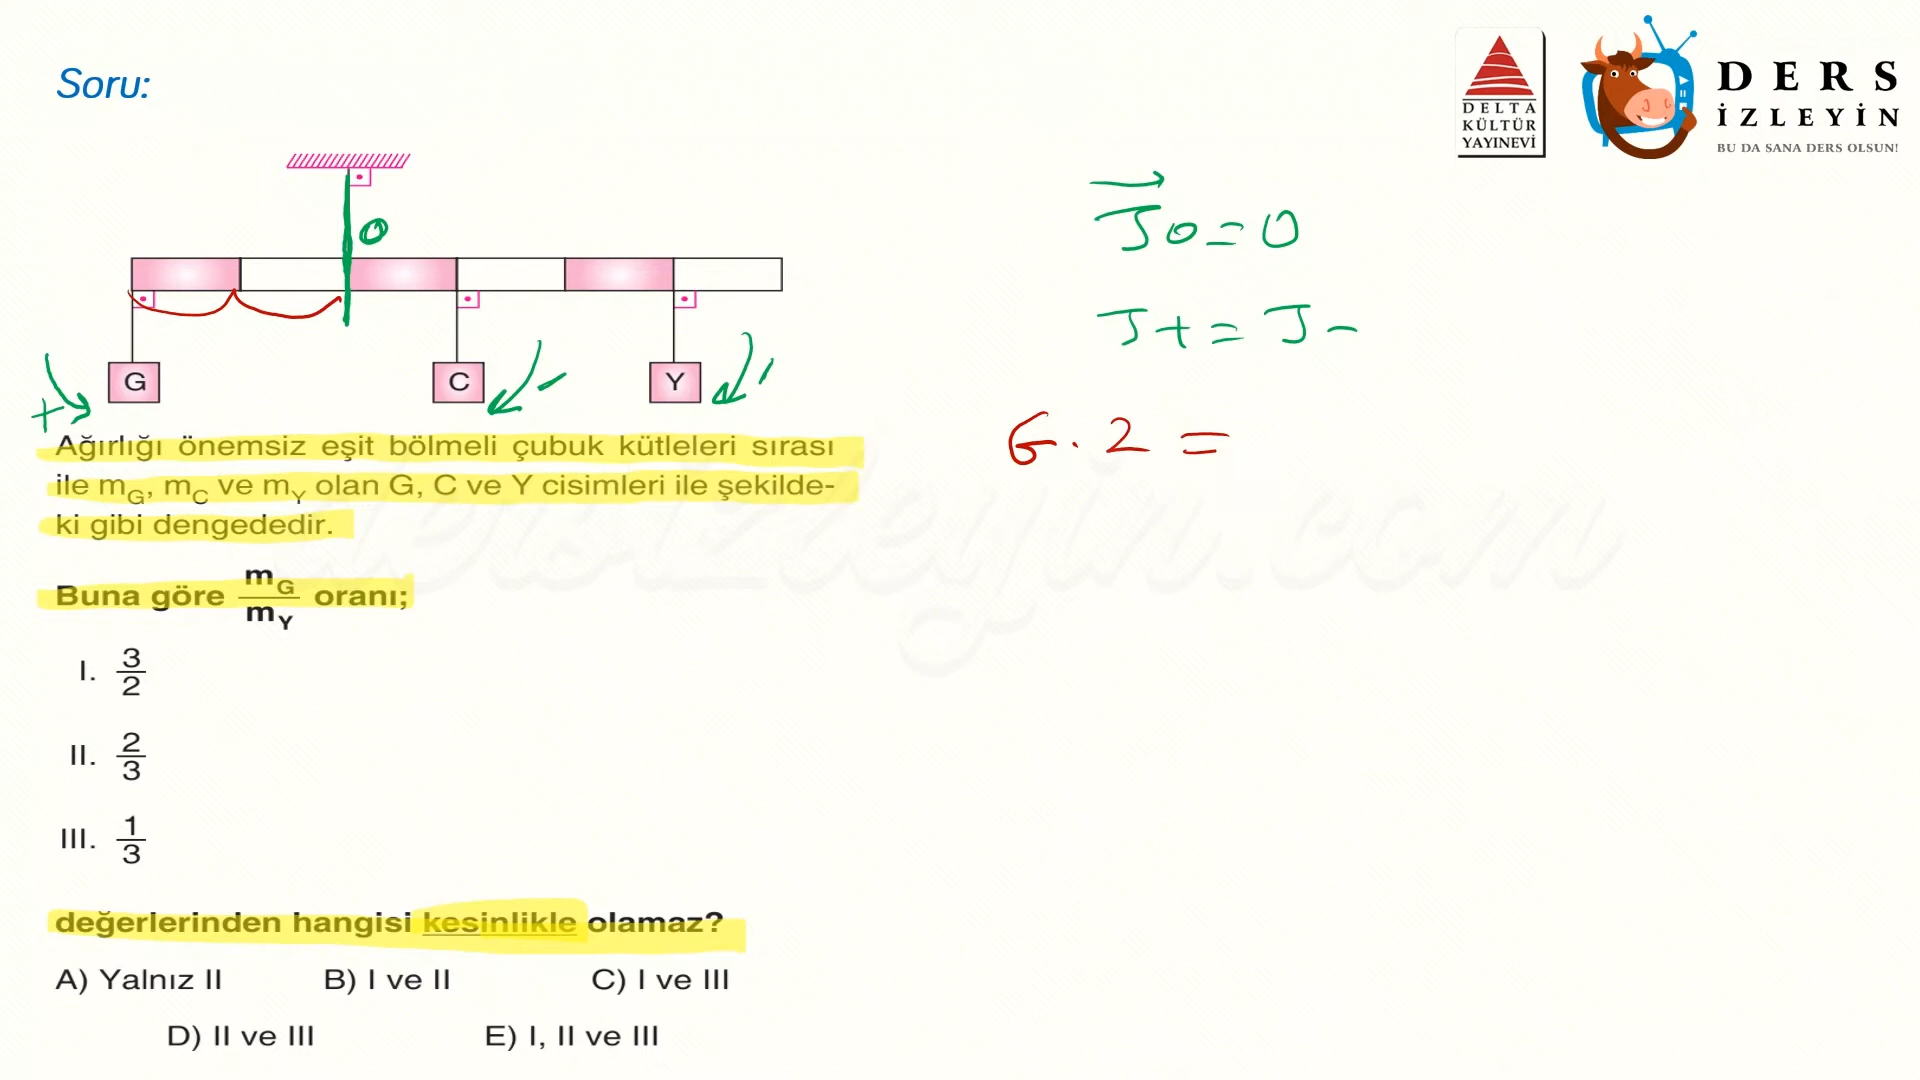 Soru:
DELTA
KÜLTÜR
YAYINEVİ
DERS
İZLEYİN
BU DA SANA DERS OLSUN!
O
G
C
Y
+
-
-
τo = 0
τ+ = τ-
G . 2 =
Ağırlığı önemsiz eşit bölmeli çubuk kütleleri sırası
ile mG, mC ve mY olan G, C ve Y cisimleri ile şekilde-
ki gibi dengededir.
Buna göre mG/mY oranı;
I. 3/2
II. 2/3
III. 1/3
değerlerinden hangisi kesinlikle olamaz?
A) Yalnız II B) I ve II C) I ve III
D) II ve III E) I, II ve III
dersizleyin.com